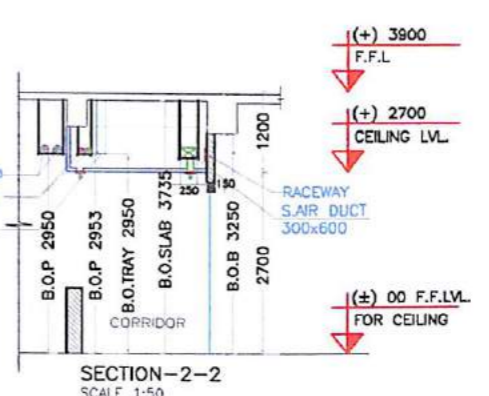 (+) 3900
F.F.L
(+) 2700
CEILING LVL.
1200
250
150
RACEWAY
S.AIR DUCT
300x600
B.O.P 2950
B.O.P 2953
B.O.TRAY 2950
B.O.SLAB 3735
B.O.B 3250
2700
(±) 00 F.F.LVL.
FOR CEILING
CORRIDOR
SECTION-2-2
SCALE 1:50